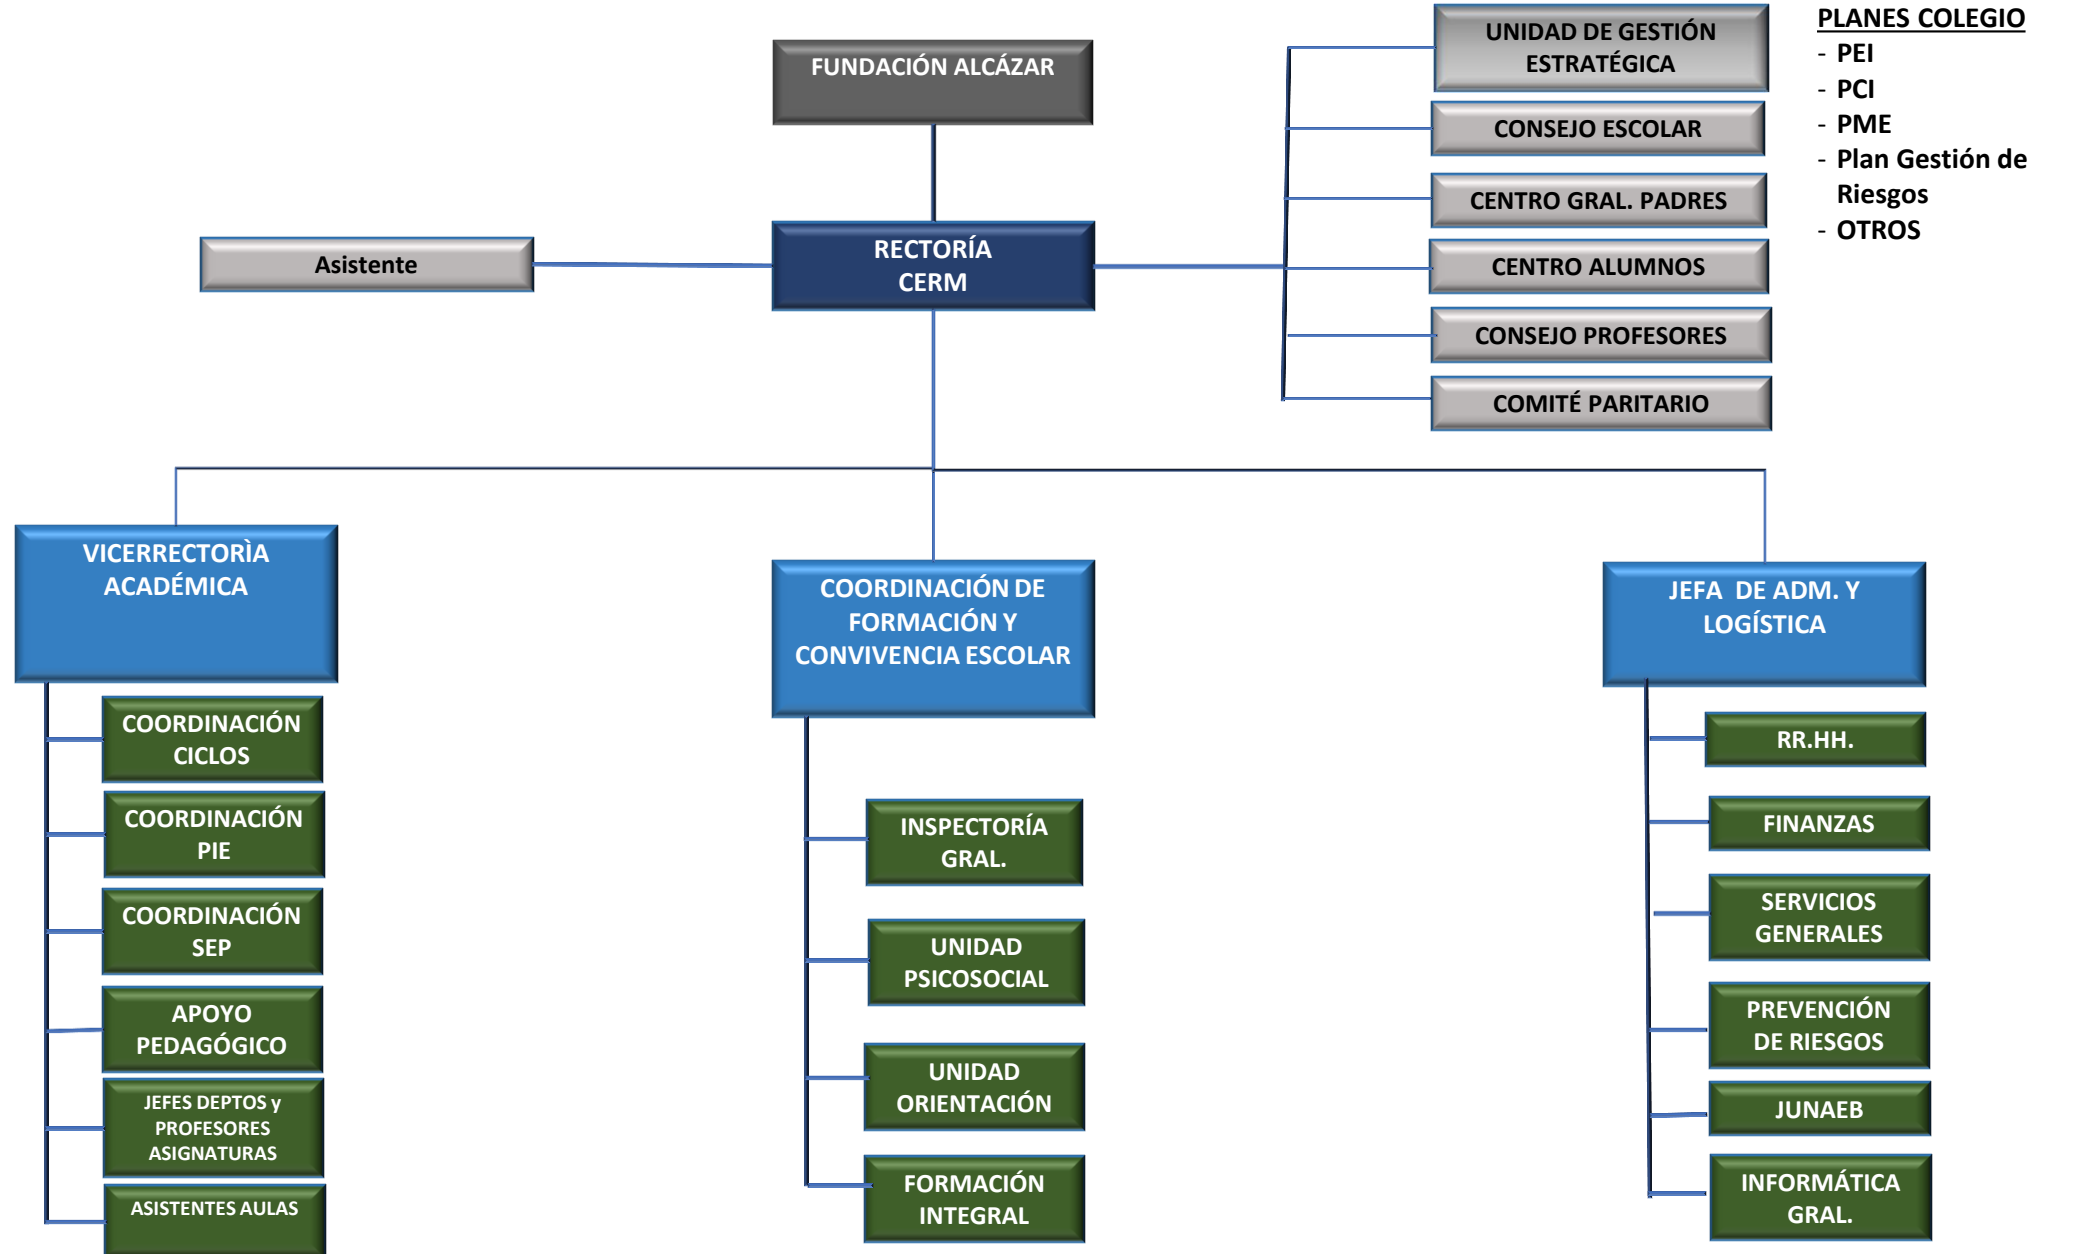 FUNDACIÓN ALCÁZAR
UNIDAD DE GESTIÓN
ESTRATÉGICA
CONSEJO ESCOLAR
CENTRO GRAL. PADRES
CENTRO ALUMNOS
CONSEJO PROFESORES
COMITÉ PARITARIO
PLANES COLEGIO
- PEI
- PCI
- PME
- Plan Gestión de
Riesgos
- OTROS
Asistente
RECTORÍA
CERM
VICERRECTORÌA
ACADÉMICA
COORDINACIÓN
CICLOS
COORDINACIÓN
PIE
COORDINACIÓN
SEP
APOYO
PEDAGÓGICO
JEFES DEPTOS y
PROFESORES
ASIGNATURAS
ASISTENTES AULAS
COORDINACIÓN DE
FORMACIÓN Y
CONVIVENCIA ESCOLAR
INSPECTORÍA
GRAL.
UNIDAD
PSICOSOCIAL
UNIDAD
ORIENTACIÓN
FORMACIÓN
INTEGRAL
JEFA DE ADM. Y
LOGÍSTICA
RR.HH.
FINANZAS
SERVICIOS
GENERALES
PREVENCIÓN
DE RIESGOS
JUNAEB
INFORMÁTICA
GRAL.